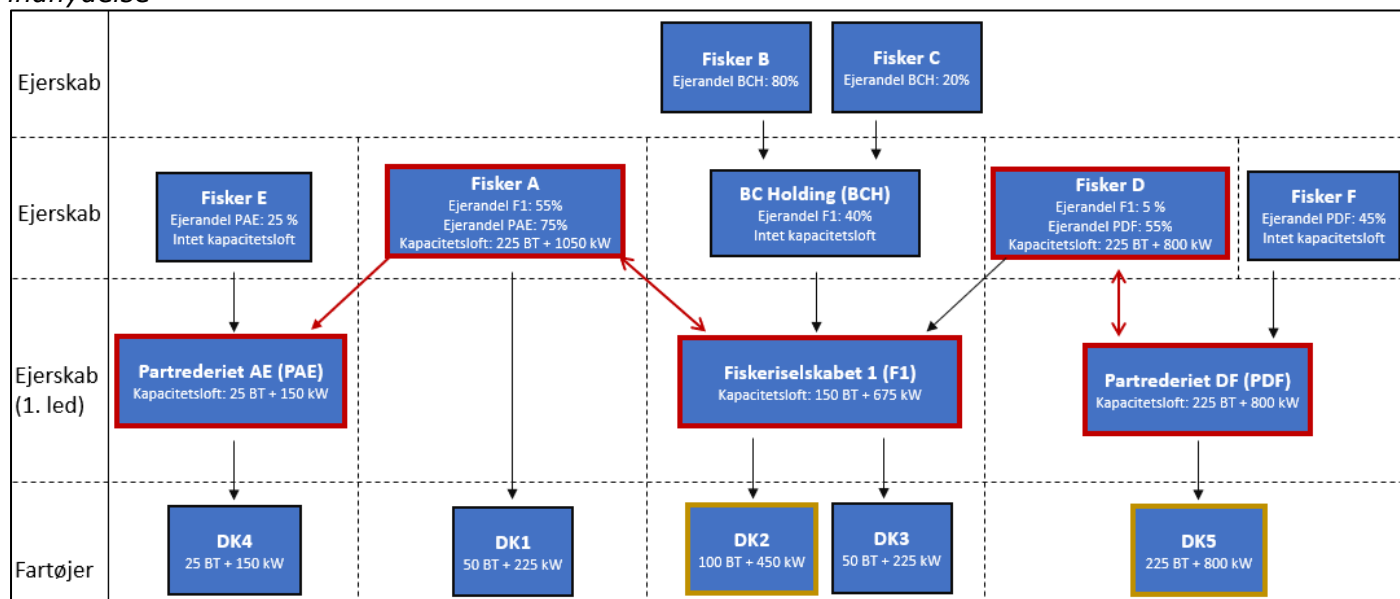 indflydelse
Ejerskab
Fisker B
Ejerandel BCH: 80%
Fisker C
Ejerandel BCH: 20%
Ejerskab
Fisker E
Ejerandel PAE: 25 %
Intet kapacitetsloft
Fisker A
Ejerandel F1: 55%
Ejerandel PAE: 75%
Kapacitetsloft: 225 BT + 1050 kW
BC Holding (BCH)
Ejerandel F1: 40%
Intet kapacitetsloft
Fisker D
Ejerandel F1: 5 %
Ejerandel PDF: 55%
Kapacitetsloft: 225 BT + 800 kW
Fisker F
Ejerandel PDF: 45%
Intet kapacitetsloft
Ejerskab
(1. led)
Partrederiet AE (PAE)
Kapacitetsloft: 25 BT + 150 kW
Fiskeriselskabet 1 (F1)
Kapacitetsloft: 150 BT + 675 kW
Partrederiet DF (PDF)
Kapacitetsloft: 225 BT + 800 kW
Fartøjer
DK4
25 BT + 150 kW
DK1
50 BT + 225 kW
DK2
100 BT + 450 kW
DK3
50 BT + 225 kW
DK5
225 BT + 800 kW